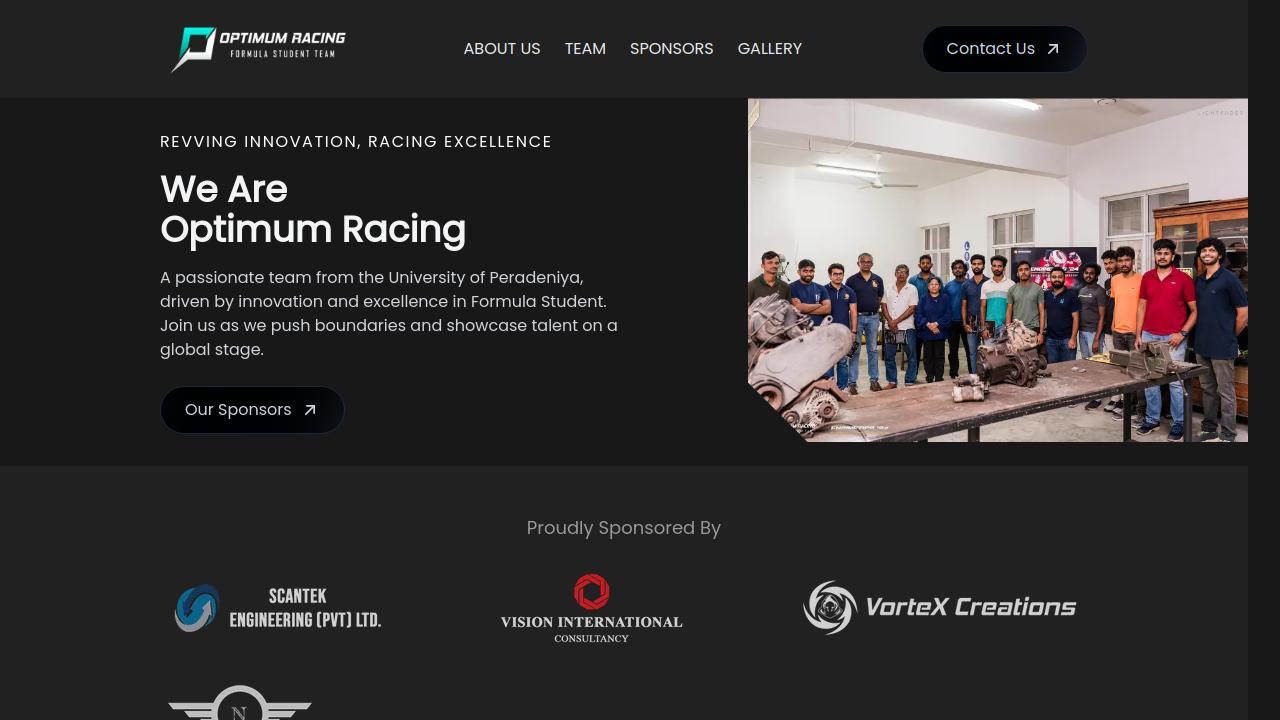 OPTIMUM RACING
FORMULA STUDENT TEAM
ABOUT US
TEAM
SPONSORS
GALLERY
Contact Us
REVVING INNOVATION, RACING EXCELLENCE
We Are
Optimum Racing
A passionate team from the University of Peradeniya,
driven by innovation and excellence in Formula Student.
Join us as we push boundaries and showcase talent on a
global stage.
Our Sponsors
Proudly Sponsored By
SCANTEK
ENGINEERING (PVT) LTD.
VISION INTERNATIONAL
CONSULTANCY
VorteX Creations
N